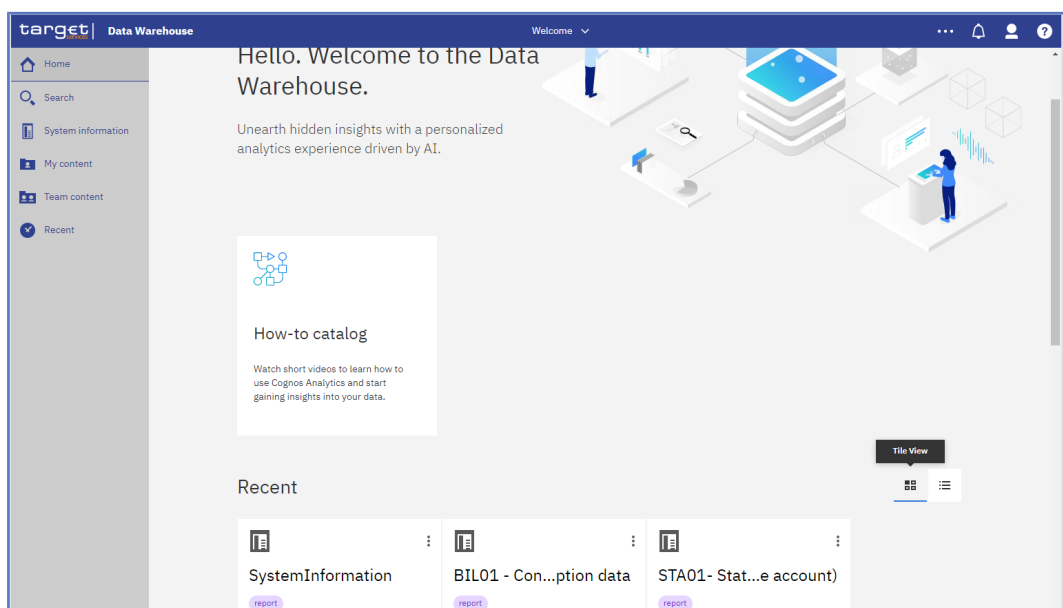 target services | Data Warehouse
Welcome
Home
Search
System information
My content
Team content
Recent
Hello. Welcome to the Data
Warehouse.
Unearth hidden insights with a personalized
analytics experience driven by AI.
How-to catalog
Watch short videos to learn how to
use Cognos Analytics and start
gaining insights into your data.
Tile View
Recent
SystemInformation
BIL01 - Con...ption data
STA01- Stat...e account)
report
report
report